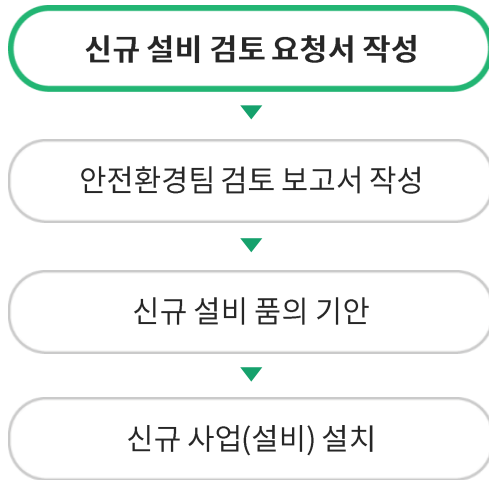 신규 설비 검토 요청서 작성
안전환경팀 검토 보고서 작성
신규 설비 품의 기안
신규 사업(설비) 설치